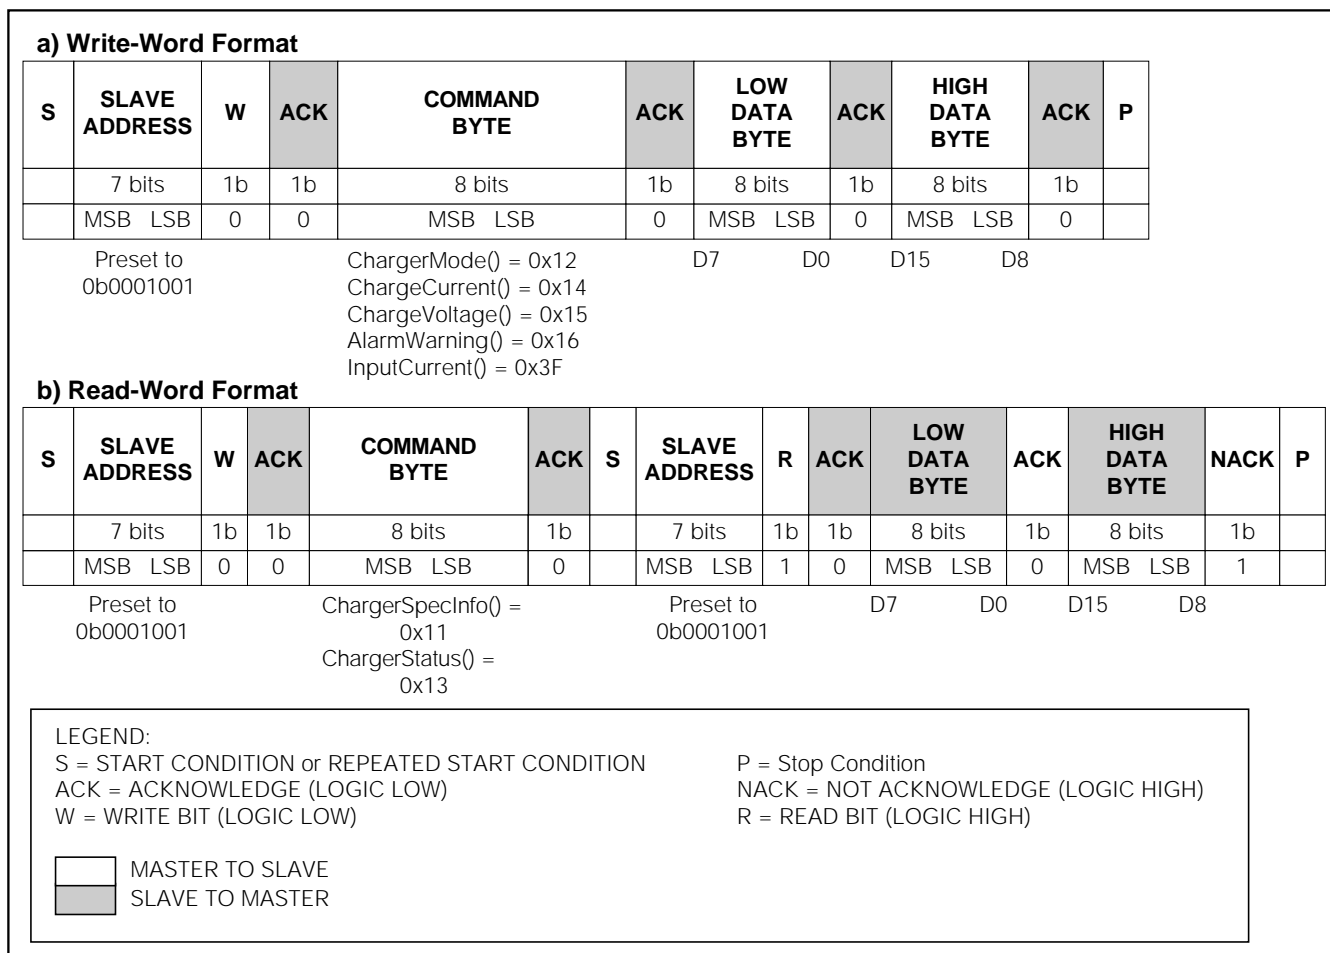 a) Write-Word Format
S SLAVE ADDRESS W ACK COMMAND BYTE ACK LOW DATA BYTE ACK HIGH DATA BYTE ACK P
7 bits 1b 1b 8 bits 1b 8 bits 1b 8 bits 1b
MSB LSB 0 0 MSB LSB 0 MSB LSB 0 MSB LSB 0
Preset to 0b0001001
ChargerMode() = 0x12
ChargeCurrent() = 0x14
ChargeVoltage() = 0x15
AlarmWarning() = 0x16
InputCurrent() = 0x3F
D7 D0 D15 D8
b) Read-Word Format
S SLAVE ADDRESS W ACK COMMAND BYTE ACK S SLAVE ADDRESS R ACK LOW DATA BYTE ACK HIGH DATA BYTE NACK P
7 bits 1b 1b 8 bits 1b 7 bits 1b 1b 8 bits 1b 8 bits 1b
MSB LSB 0 0 MSB LSB 0 MSB LSB 1 0 MSB LSB 0 MSB LSB 1
Preset to
0b0001001
ChargerSpecInfo() =
0x11
ChargerStatus() =
0x13
Preset to
0b0001001
D7 D0 D15 D8
LEGEND:
S = START CONDITION or REPEATED START CONDITION
ACK = ACKNOWLEDGE (LOGIC LOW)
W = WRITE BIT (LOGIC LOW)
P = Stop Condition
NACK = NOT ACKNOWLEDGE (LOGIC HIGH)
R = READ BIT (LOGIC HIGH)
MASTER TO SLAVE
SLAVE TO MASTER